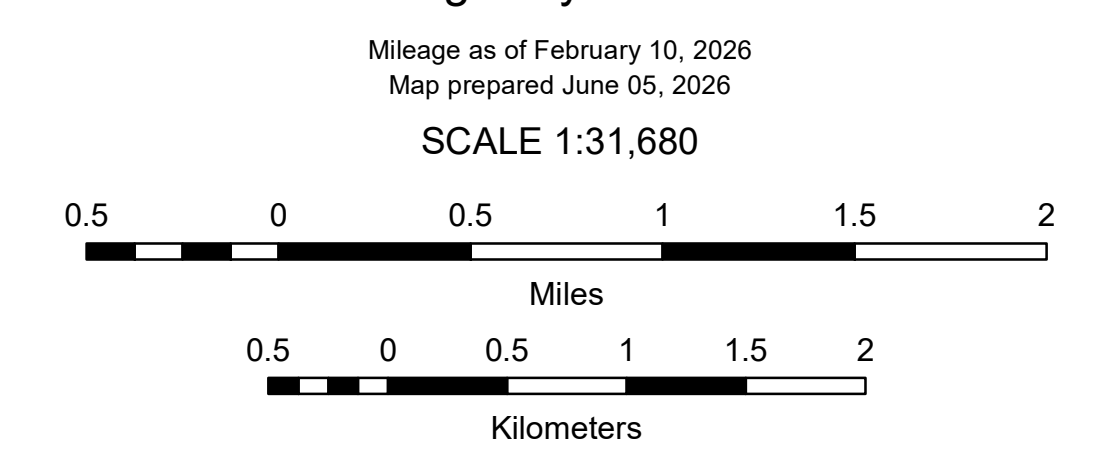 Mileage as of February 10, 2026
Map prepared June 05, 2026
SCALE 1:31,680
0.5 0 0.5 1 1.5 2
Miles
0.5 0 0.5 1 1.5 2
Kilometers